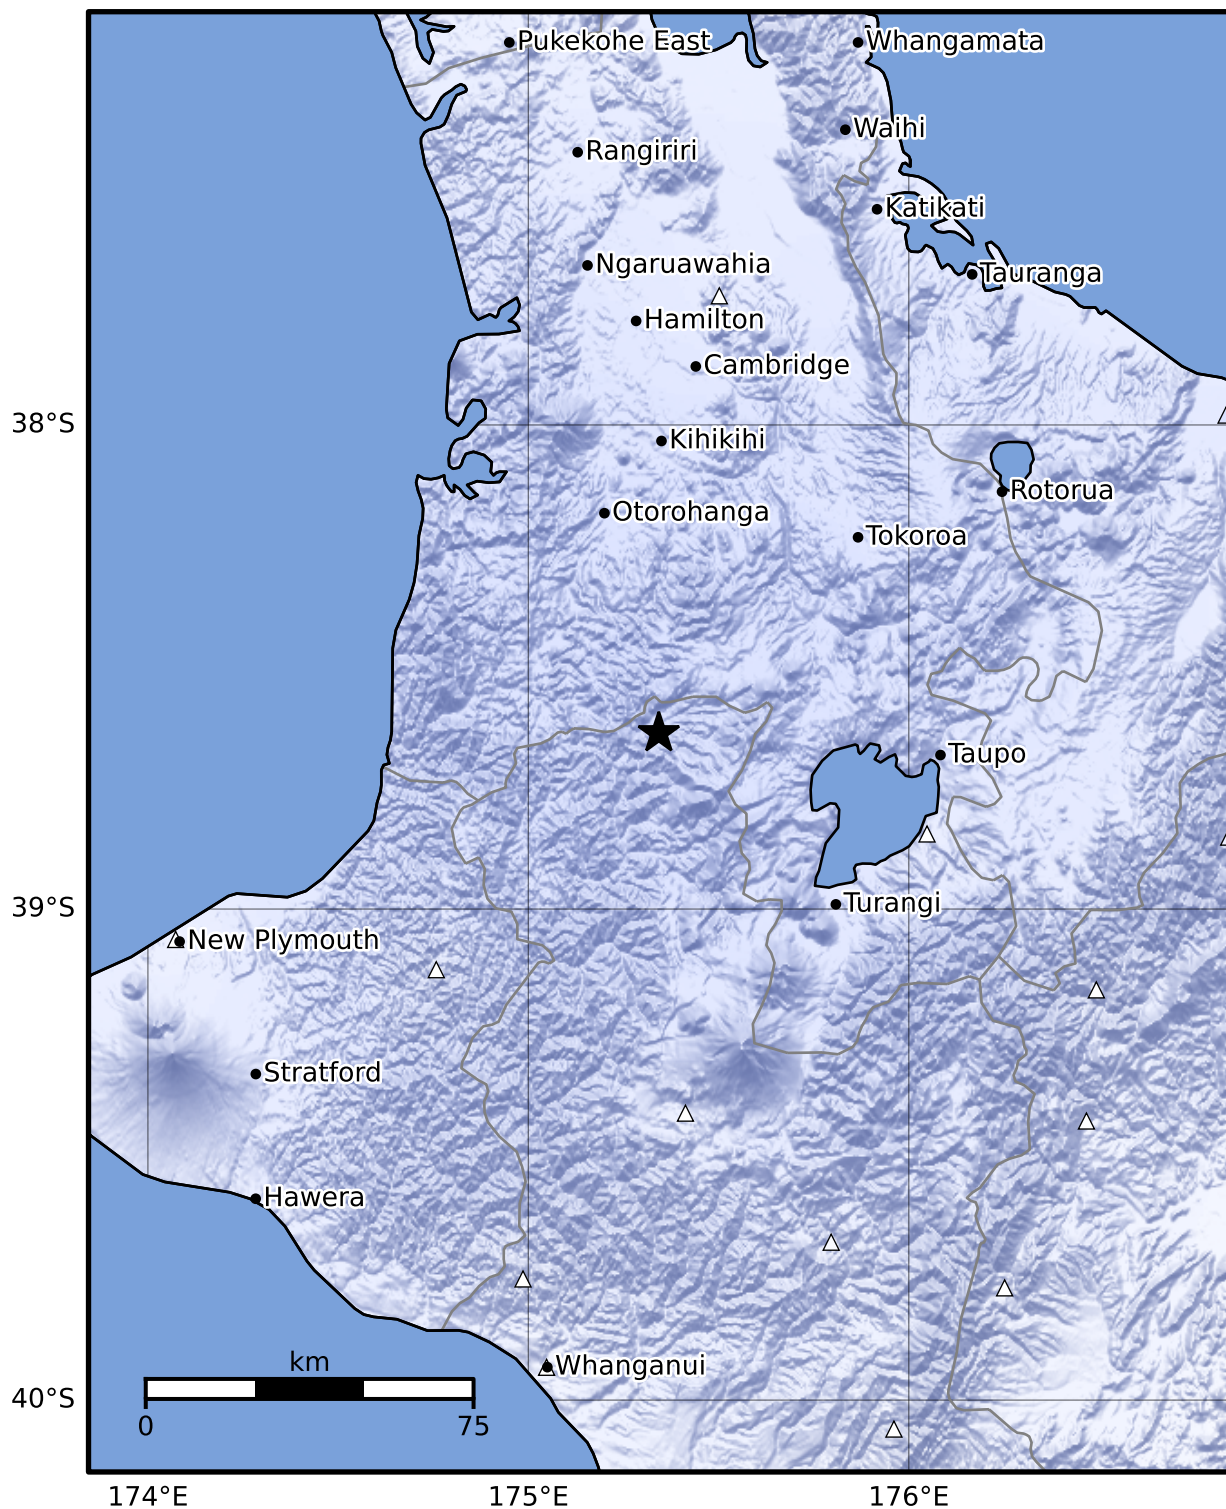 Pukekohe East
Whangamata
Waihi
Rangiriri
Katikati
Ngaruawahia
Tauranga
Hamilton
Cambridge
38°S
Kihikihi
Rotorua
Otorohanga
Tokoroa
Taupo
39°S
Turangi
New Plymouth
Stratford
Hawera
km
Whanganui
40°S
0
75
174°E
175°E
176°E